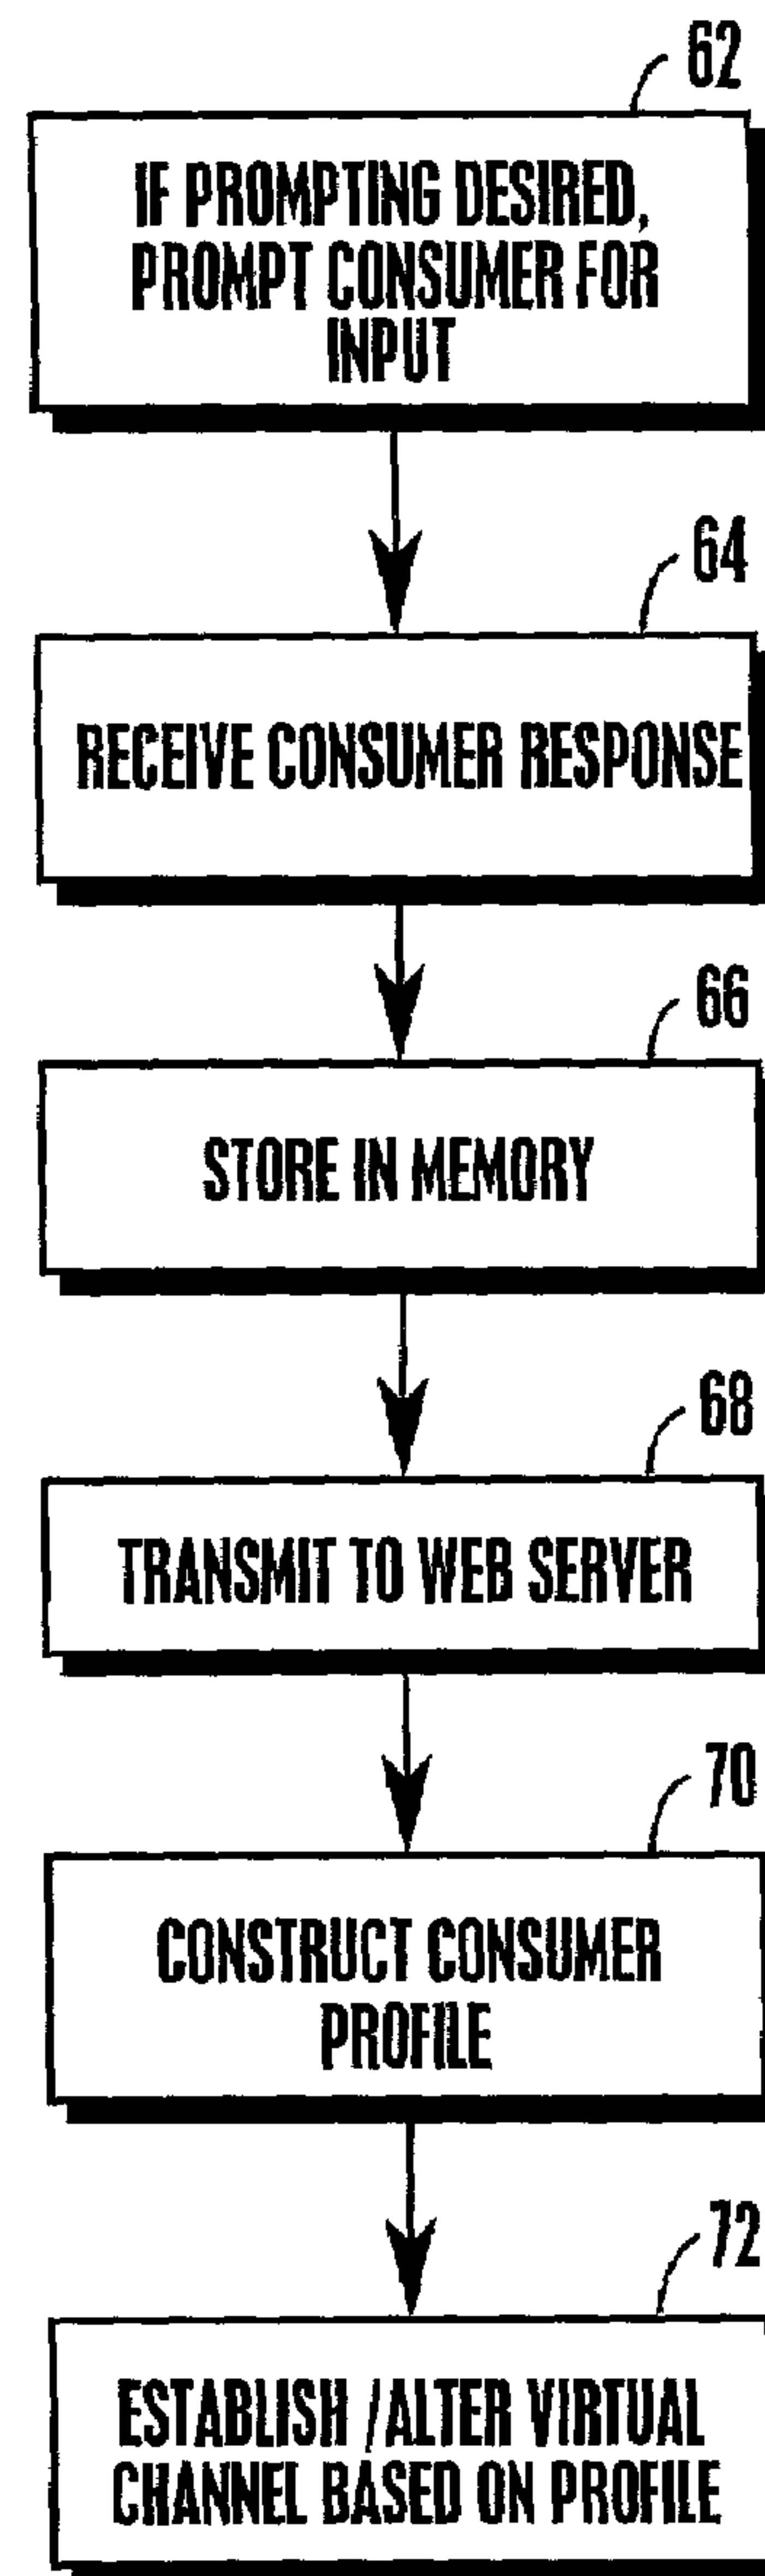 62
IF PROMPTING DESIRED,
PROMPT CONSUMER FOR
INPUT
64
RECEIVE CONSUMER RESPONSE
66
STORE IN MEMORY
68
TRANSMIT TO WEB SERVER
70
CONSTRUCT CONSUMER
PROFILE
72
ESTABLISH /ALTER VIRTUAL
CHANNEL BASED ON PROFILE